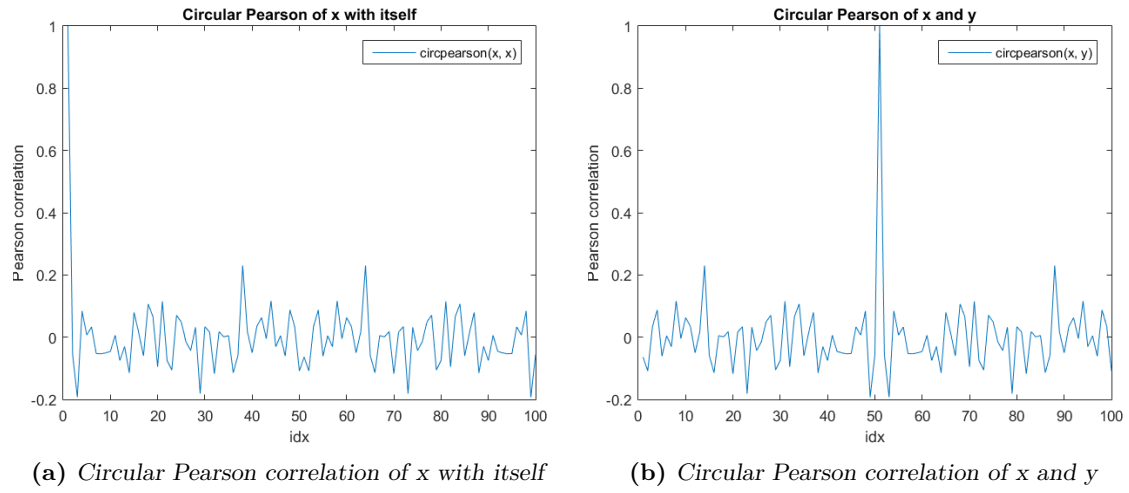 Circular Pearson of x with itself
circpearson(x, x)
Pearson correlation
1
0.8
0.6
0.4
0.2
0
-0.2
0 10 20 30 40 50 60 70 80 90 100
idx
(a) Circular Pearson correlation of x with itself
Circular Pearson of x and y
circpearson(x, y)
Pearson correlation
1
0.8
0.6
0.4
0.2
0
-0.2
0 10 20 30 40 50 60 70 80 90 100
idx
(b) Circular Pearson correlation of x and y